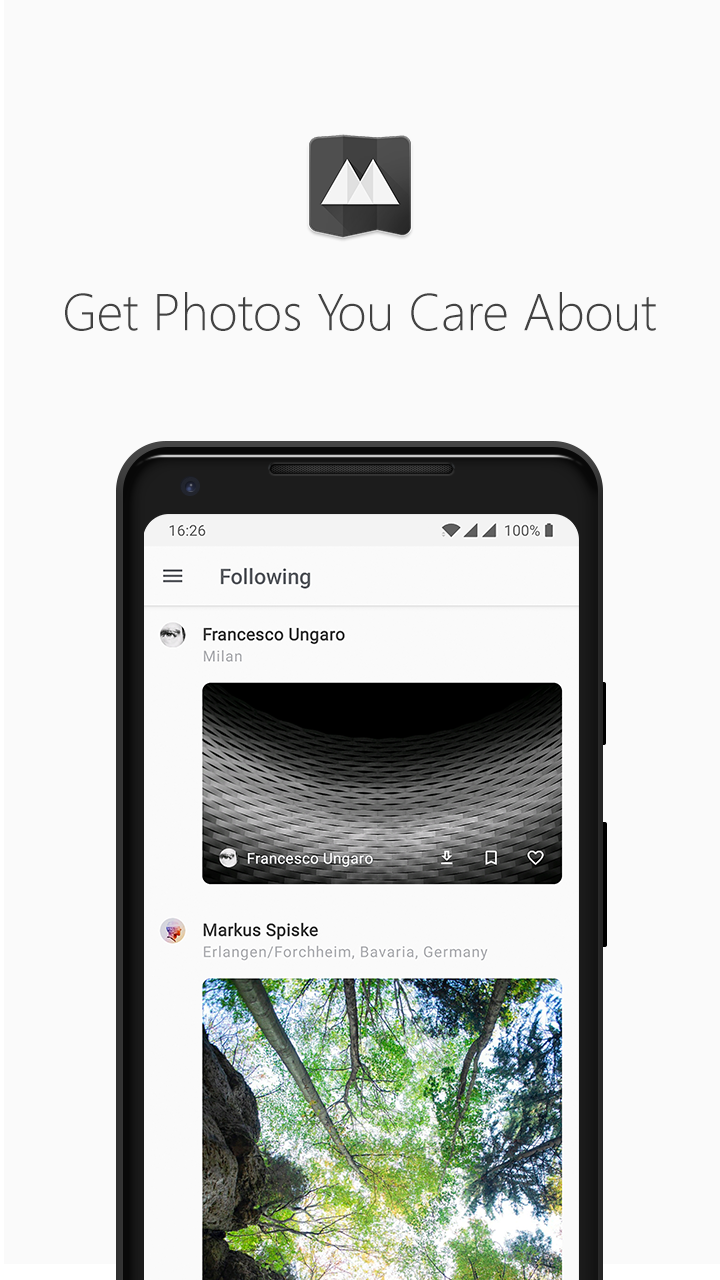 Get Photos You Care About
16:26
100%
Following
Francesco Ungaro
Milan
Francesco Ungaro
Markus Spiske
Erlangen/Forchheim, Bavaria, Germany